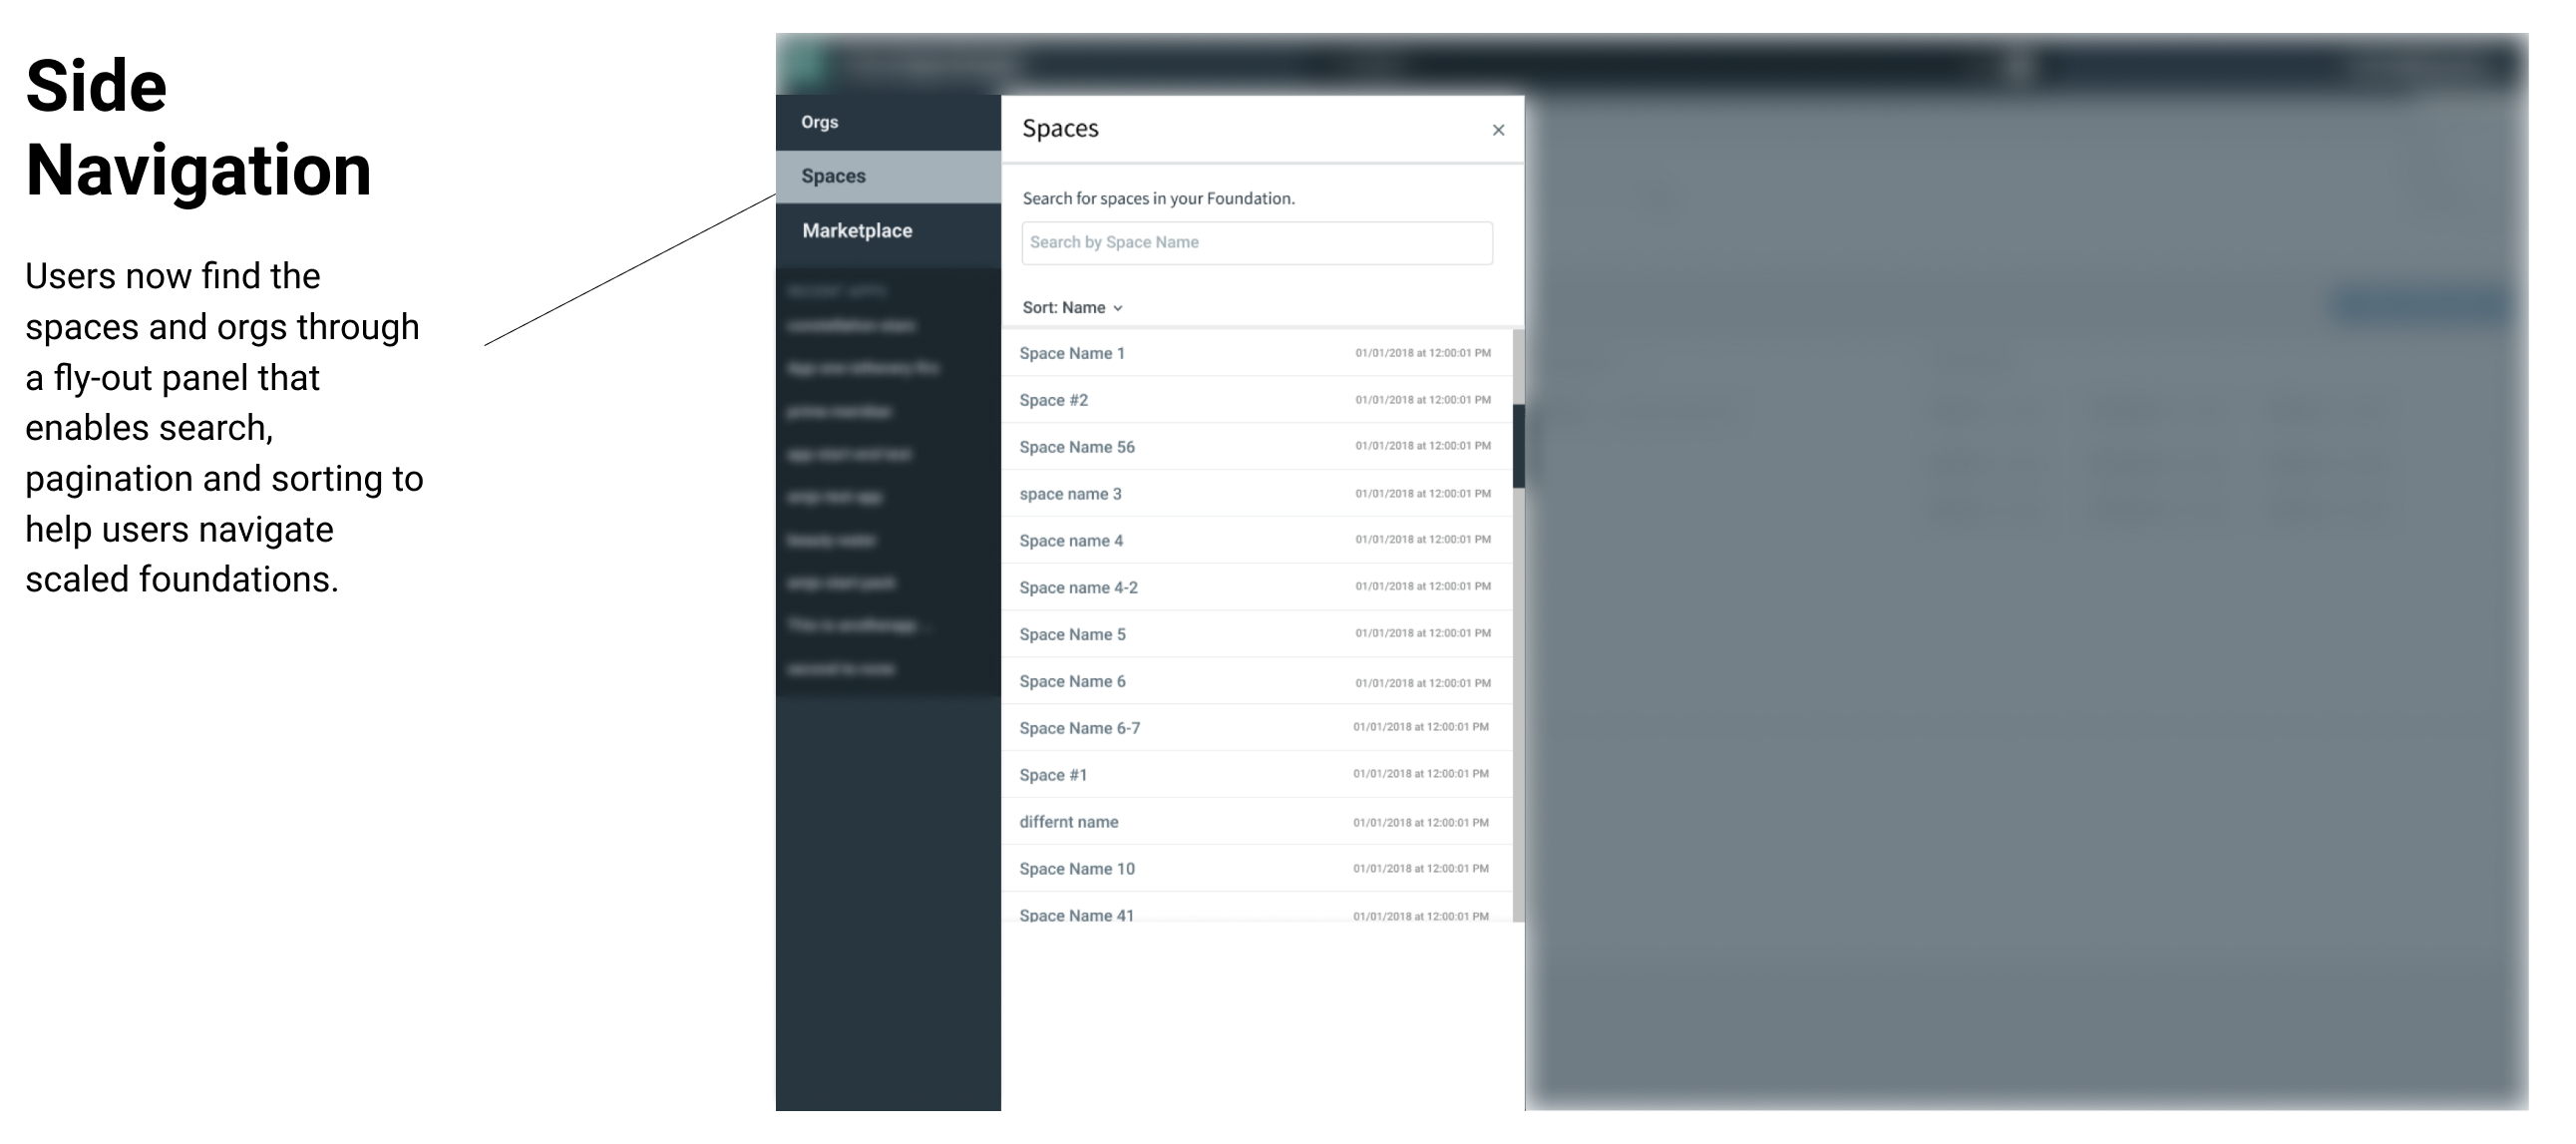 Side
Navigation
Users now find the
spaces and orgs through
a fly-out panel that
enables search,
pagination and sorting to
help users navigate
scaled foundations.
Orgs
Spaces
Marketplace
Spaces
×
Search for spaces in your Foundation.
Search by Space Name
Sort: Name
Space Name 1 01/01/2018 at 12:00:01 PM
Space #2 01/01/2018 at 12:00:01 PM
Space Name 56 01/01/2018 at 12:00:01 PM
space name 3 01/01/2018 at 12:00:01 PM
Space name 4 01/01/2018 at 12:00:01 PM
Space name 4-2 01/01/2018 at 12:00:01 PM
Space Name 5 01/01/2018 at 12:00:01 PM
Space Name 6 01/01/2018 at 12:00:01 PM
Space Name 6-7 01/01/2018 at 12:00:01 PM
Space #1 01/01/2018 at 12:00:01 PM
differnt name 01/01/2018 at 12:00:01 PM
Space Name 10 01/01/2018 at 12:00:01 PM
Space Name 41 01/01/2018 at 12:00:01 PM